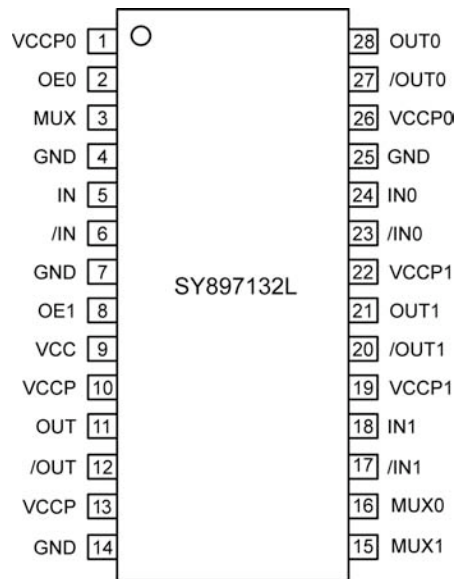 VCCP0 1 28 OUT0
OE0 2 27 /OUT0
MUX 3 26 VCCP0
GND 4 25 GND
IN 5 24 IN0
/IN 6 23 /IN0
GND 7 22 VCCP1
SY897132L
OE1 8 21 OUT1
VCC 9 20 /OUT1
VCCP 10 19 VCCP1
OUT 11 18 IN1
/OUT 12 17 /IN1
VCCP 13 16 MUX0
GND 14 15 MUX1